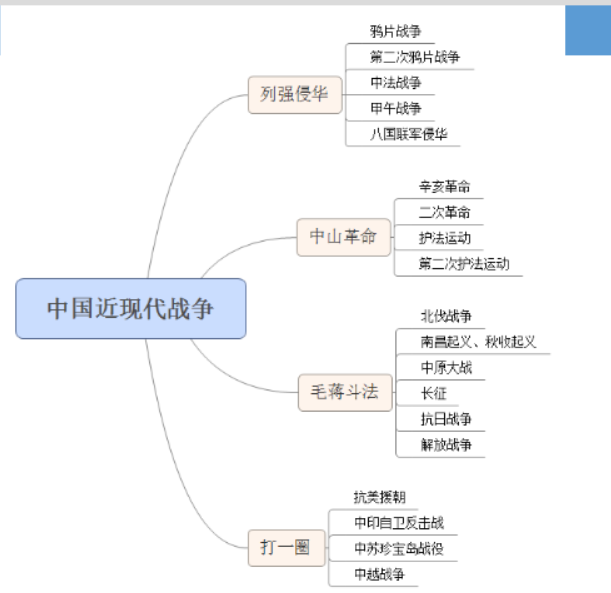 中国近现代战争
列强侵华
鸦片战争
第二次鸦片战争
中法战争
甲午战争
八国联军侵华
中山革命
辛亥革命
二次革命
护法运动
第二次护法运动
毛蒋斗法
北伐战争
南昌起义、秋收起义
中原大战
长征
抗日战争
解放战争
打一圈
抗美援朝
中印自卫反击战
中苏珍宝岛战役
中越战争